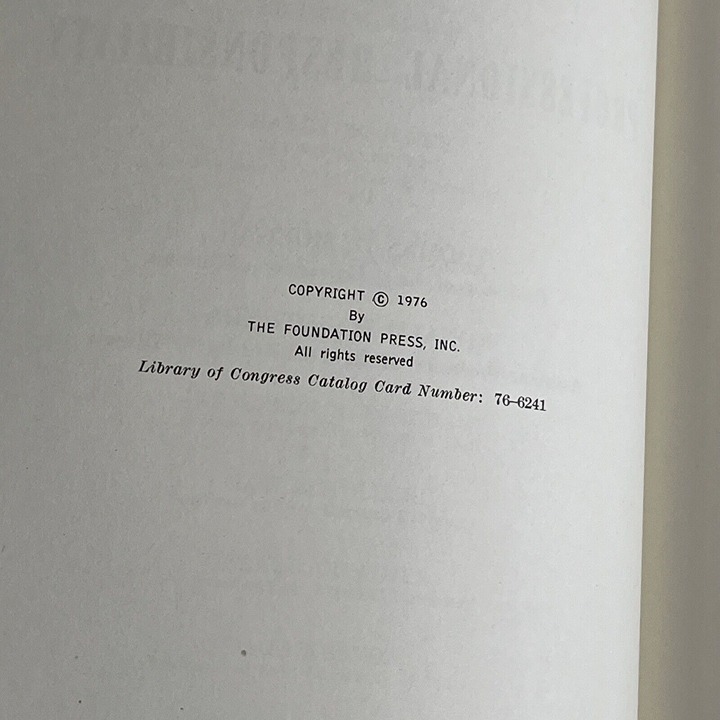 COPYRIGHT © 1976
By
THE FOUNDATION PRESS, INC.
All rights reserved
Library of Congress Catalog Card Number: 76–6241